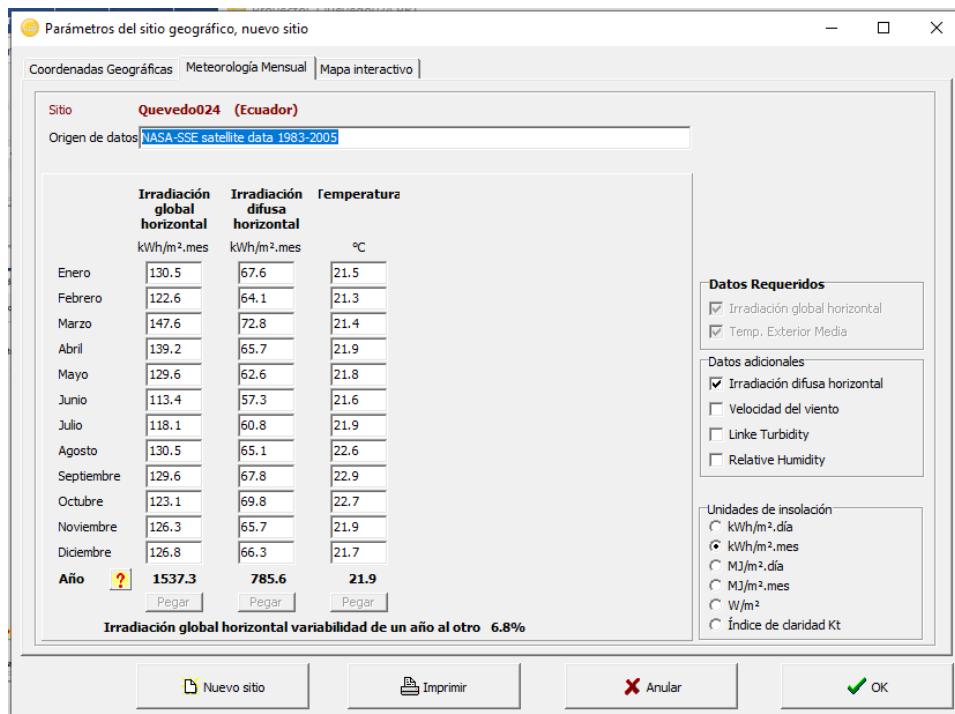 Parámetros del sitio geográfico, nuevo sitio
Coordenadas Geográficas Meteorología Mensual Mapa interactivo
Sitio Quevedo024 (Ecuador)
Origen de datos NASA-SSE satellite data 1983-2005
Irradiación global horizontal Irradiación difusa horizontal Temperatura
kWh/m².mes kWh/m².mes ºC
Enero 130.5 67.6 21.5
Febrero 122.6 64.1 21.3
Marzo 147.6 72.8 21.4
Abril 139.2 65.7 21.9
Mayo 129.6 62.6 21.8
Junio 113.4 57.3 21.6
Julio 118.1 60.8 21.9
Agosto 130.5 65.1 22.6
Septiembre 129.6 67.8 22.9
Octubre 123.1 69.8 22.7
Noviembre 126.3 65.7 21.9
Diciembre 126.8 66.3 21.7
Año ? 1537.3 785.6 21.9
Pegar Pegar Pegar
Irradiación global horizontal variabilidad de un año al otro 6.8%
Datos Requeridos
Irradiación global horizontal
Temp. Exterior Media
Datos adicionales
Irradiación difusa horizontal
Velocidad del viento
Linke Turbidity
Relative Humidity
Unidades de insolación
kWh/m².día
kWh/m².mes
MJ/m².día
MJ/m².mes
W/m²
Índice de claridad Kt
Nuevo sitio Imprimir Anular OK